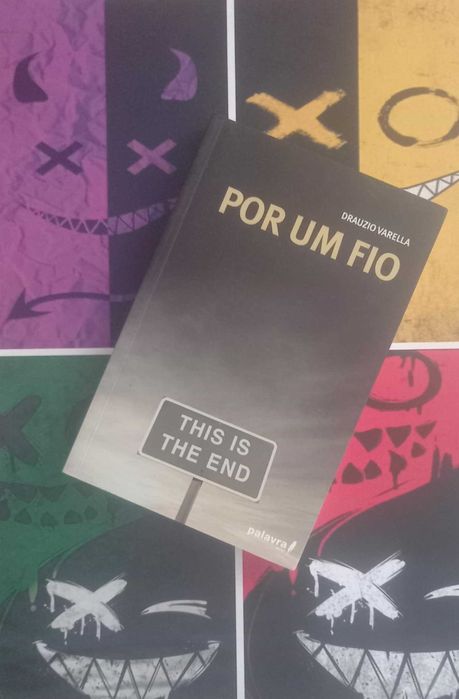 DRAUZIO VARELLA
POR UM FIO
THIS IS
THE END
palavra